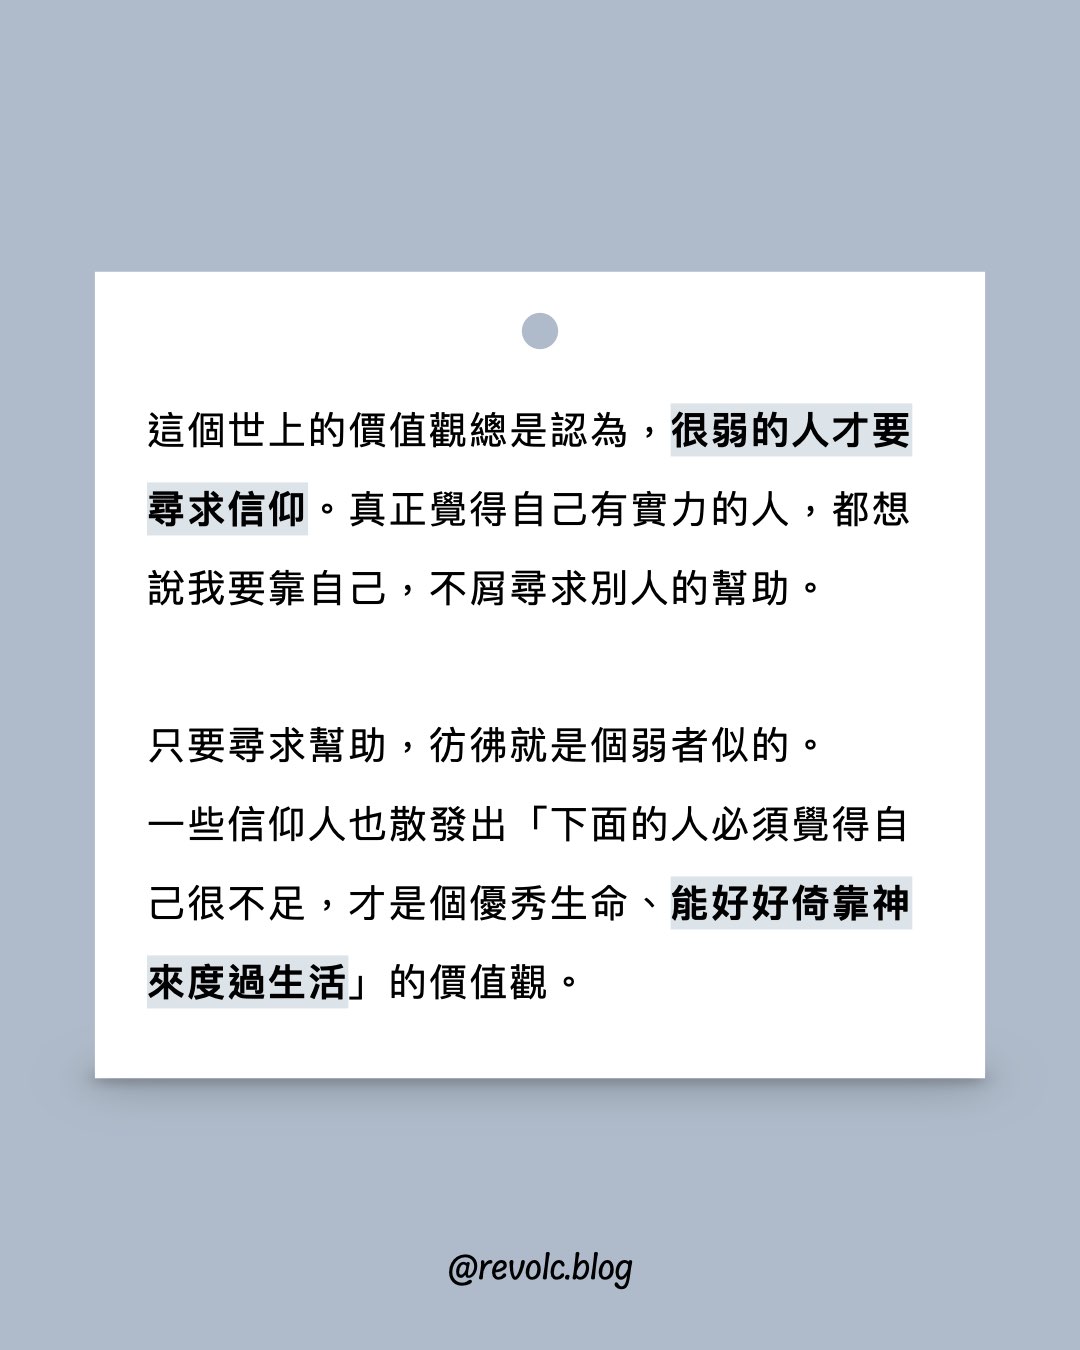 這個世上的價值觀總是認為，很弱的人才要
尋求信仰。真正覺得自己有實力的人，都想
說我要靠自己，不屑尋求別人的幫助。
只要尋求幫助，彷彿就是個弱者似的。
一些信仰人也散發出「下面的人必須覺得自
己很不足，才是個優秀生命、能好好倚靠神
來度過生活」的價值觀。
@revolc.blog